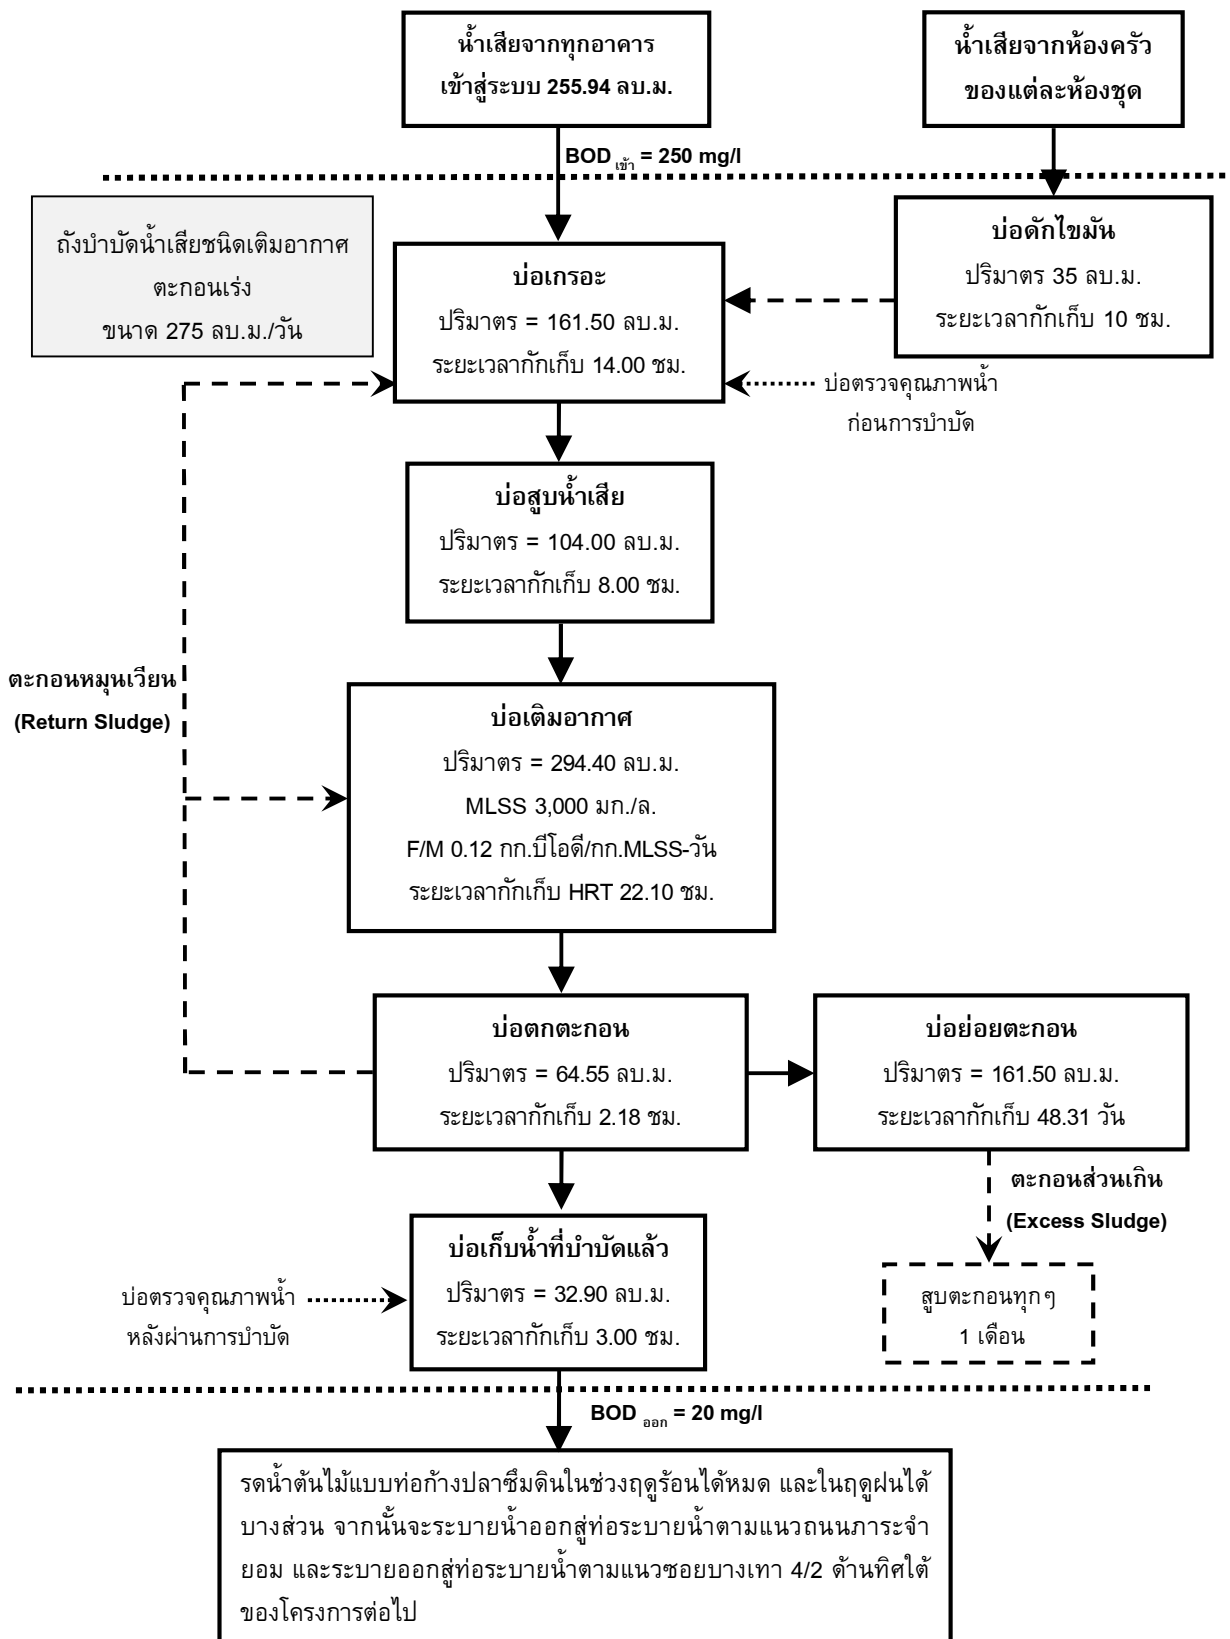 น้ำเสียจากทุกอาคาร
เข้าสู่ระบบ 255.94 ลบ.ม.
น้ำเสียจากห้องครัว
ของแต่ละห้องชุด
BOD เข้า = 250 mg/l
ถังบำบัดน้ำเสียชนิดเติมอากาศ
ตะกอนเร่ง
ขนาด 275 ลบ.ม./วัน
บ่อดักไขมัน
ปริมาตร 35 ลบ.ม.
ระยะเวลากักเก็บ 10 ชม.
บ่อเกรอะ
ปริมาตร = 161.50 ลบ.ม.
ระยะเวลากักเก็บ 14.00 ชม.
บ่อตรวจคุณภาพน้ำ
ก่อนการบำบัด
บ่อสูบน้ำเสีย
ปริมาตร = 104.00 ลบ.ม.
ระยะเวลากักเก็บ 8.00 ชม.
ตะกอนหมุนเวียน
(Return Sludge)
บ่อเติมอากาศ
ปริมาตร = 294.40 ลบ.ม.
MLSS 3,000 มก./ล.
F/M 0.12 กก.บีโอดี/กก.MLSS-วัน
ระยะเวลากักเก็บ HRT 22.10 ชม.
บ่อตกตะกอน
ปริมาตร = 64.55 ลบ.ม.
ระยะเวลากักเก็บ 2.18 ชม.
บ่อย่อยตะกอน
ปริมาตร = 161.50 ลบ.ม.
ระยะเวลากักเก็บ 48.31 วัน
ตะกอนส่วนเกิน
(Excess Sludge)
สูบตะกอนทุกๆ
1 เดือน
บ่อเก็บน้ำที่บำบัดแล้ว
ปริมาตร = 32.90 ลบ.ม.
ระยะเวลากักเก็บ 3.00 ชม.
บ่อตรวจคุณภาพน้ำ
หลังผ่านการบำบัด
BOD ออก = 20 mg/l
รดน้ำต้นไม้แบบท่อก้างปลาซึมดินในช่วงฤดูร้อนได้หมด และในฤดูฝนได้
บางส่วน จากนั้นจะระบายน้ำออกสู่ท่อระบายน้ำตามแนวถนนภาระจำ
ยอม และระบายออกสู่ท่อระบายน้ำตามแนวซอยบางเทา 4/2 ด้านทิศใต้
ของโครงการต่อไป